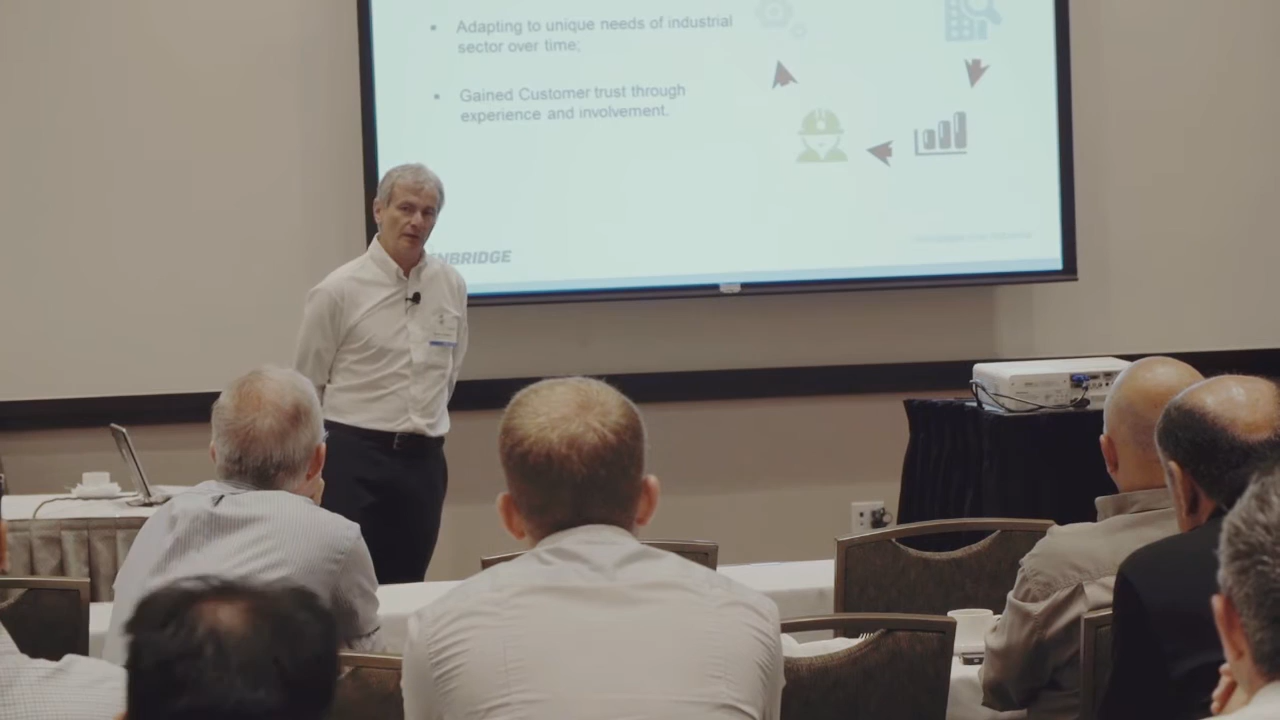 Adapting to unique needs of industrial
sector over time;
Gained Customer trust through
experience and involvement.
NBRIDGE